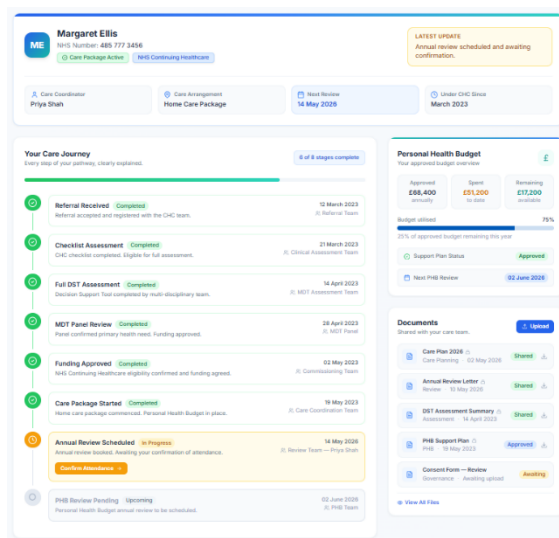 ME
Margaret Ellis
NHS Number: 485 777 3456
Care Package Active
NHS Continuing Healthcare
LATEST UPDATE
Annual review scheduled and awaiting
confirmation.
Care Coordinator
Priya Shah
Care Arrangement
Home Care Package
Next Review
14 May 2026
Under CHC Since
March 2023
Your Care Journey
Every step of your pathway, clearly explained.
6 of 8 stages complete
Referral Received Completed
Referral accepted and registered with the CHC team.
12 March 2023
Referral Team
Checklist Assessment Completed
CHC checklist completed. Eligible for full assessment.
21 March 2023
Clinical Assessment Team
Full DST Assessment Completed
Decision Support Tool completed by multi-disciplinary team.
14 April 2023
MDT Assessment Team
MDT Panel Review Completed
Panel confirmed primary health need. Funding approved.
28 April 2023
MDT Panel
Funding Approved Completed
NHS Continuing Healthcare eligibility confirmed and funding agreed.
02 May 2023
Commissioning Team
Care Package Started Completed
Home care package commenced. Personal Health Budget in place.
19 May 2023
Care Coordination Team
Annual Review Scheduled In Progress
Annual review booked. Awaiting your confirmation of attendance.
14 May 2026
Review Team — Priya Shah
Confirm Attendance →
PHB Review Pending Upcoming
Personal Health Budget annual review to be scheduled.
02 June 2026
PHB Team
Personal Health Budget
Your approved budget overview
£
Approved
£68,400
annually
Spent
£51,200
to date
Remaining
£17,200
available
Budget utilised
75%
25% of approved budget remaining this year
Support Plan Status
Approved
Next PHB Review
02 June 2026
Documents
Shared with your care team.
Upload
Care Plan 2026
Care Planning · 02 May 2026
Shared
Annual Review Letter
Review · 10 May 2026
Shared
DST Assessment Summary
Assessment · 14 April 2023
Shared
PHB Support Plan
PHB · 19 May 2023
Approved
Consent Form — Review
Governance · Awaiting upload
Awaiting
View All Files